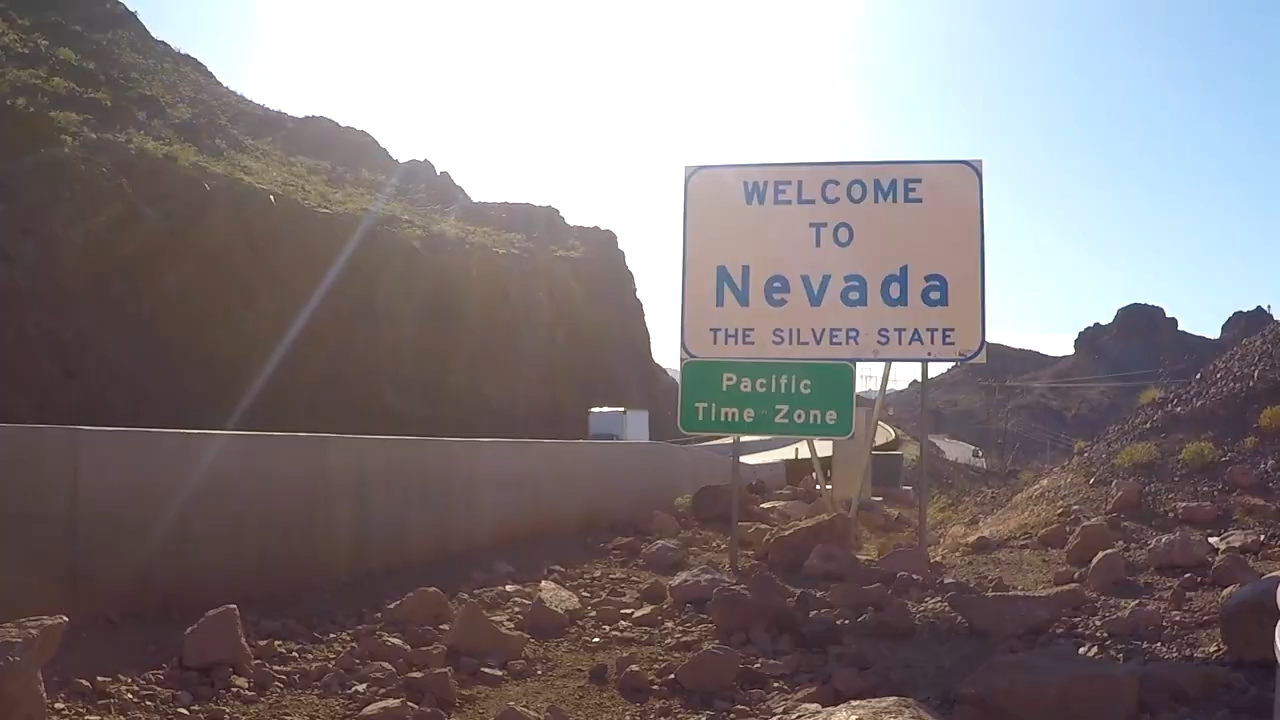 WELCOME
TO
Nevada
THE SILVER STATE
Pacific
Time Zone